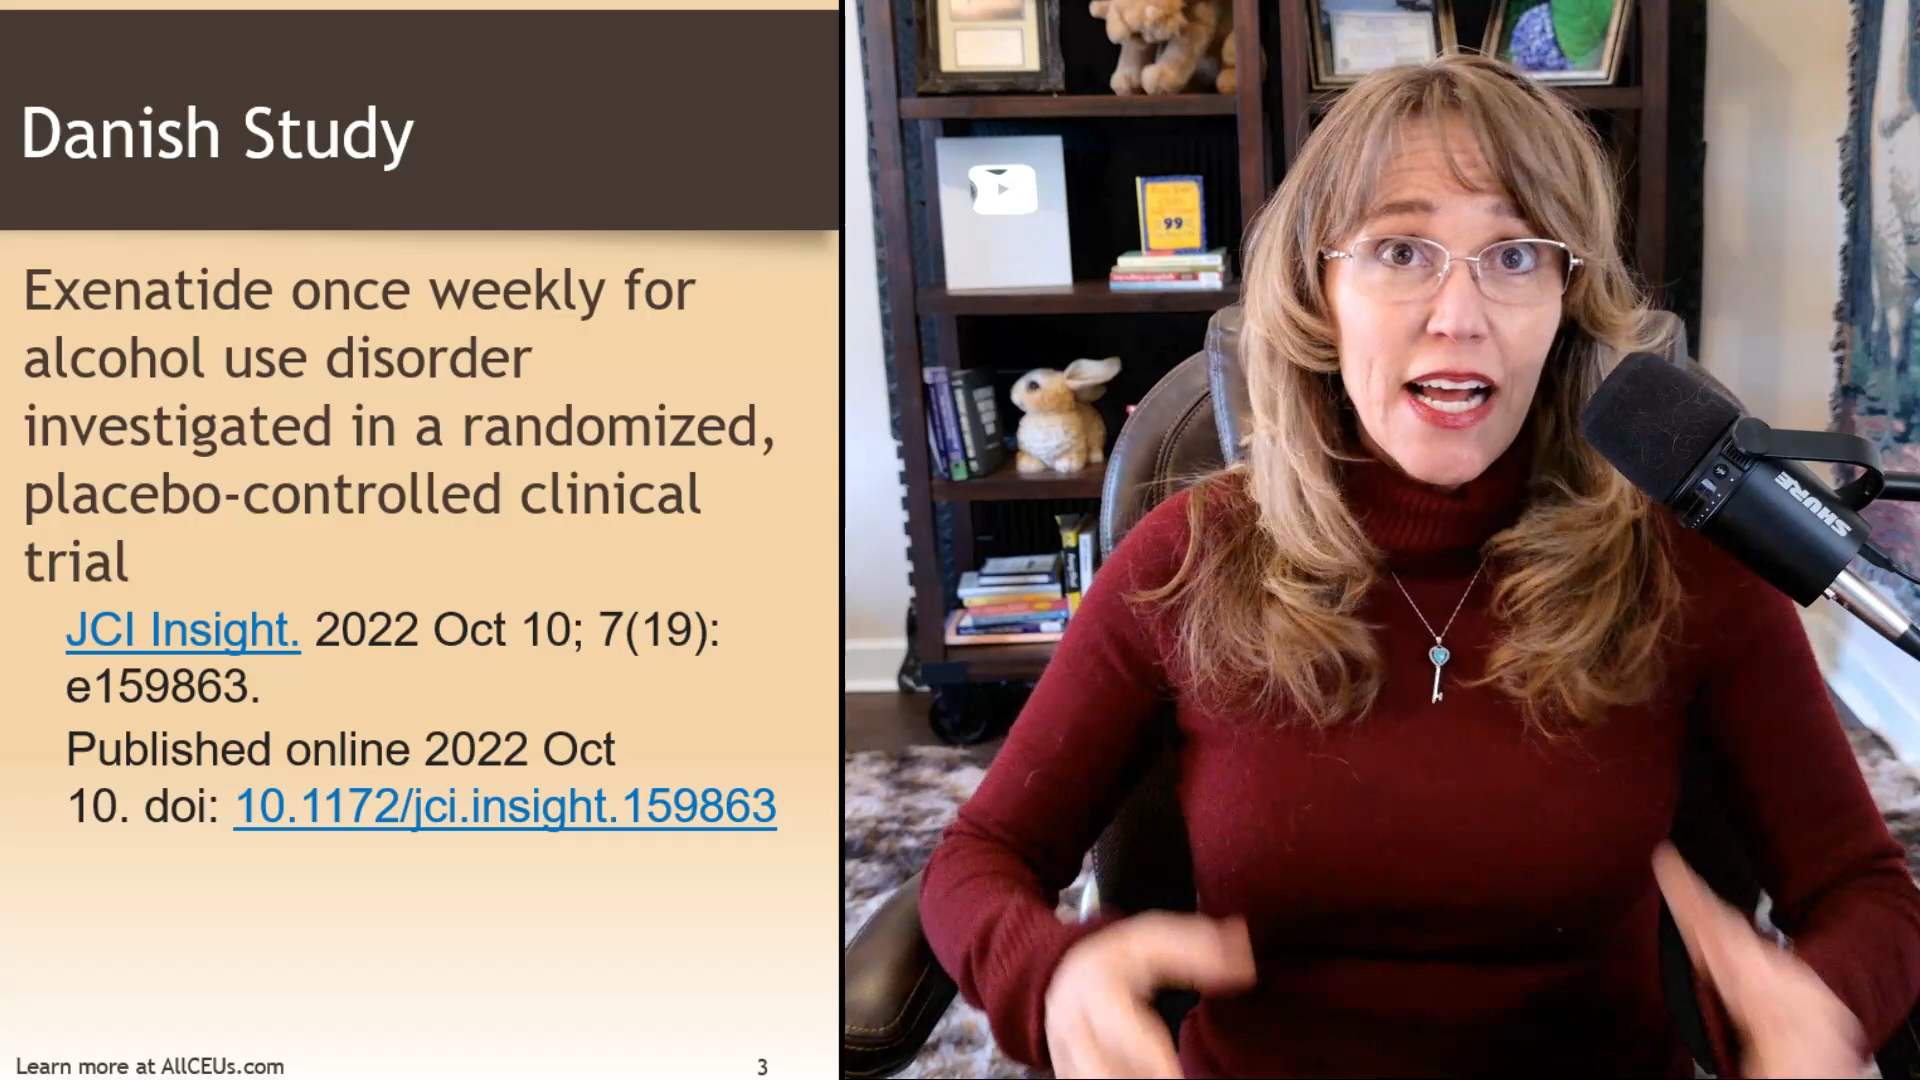 Danish Study
Exenatide once weekly for
alcohol use disorder
investigated in a randomized,
placebo-controlled clinical
trial
JCI Insight. 2022 Oct 10; 7(19):
e159863.
Published online 2022 Oct
10. doi: 10.1172/jci.insight.159863
Learn more at AllCEUs.com
3
99
SHURE